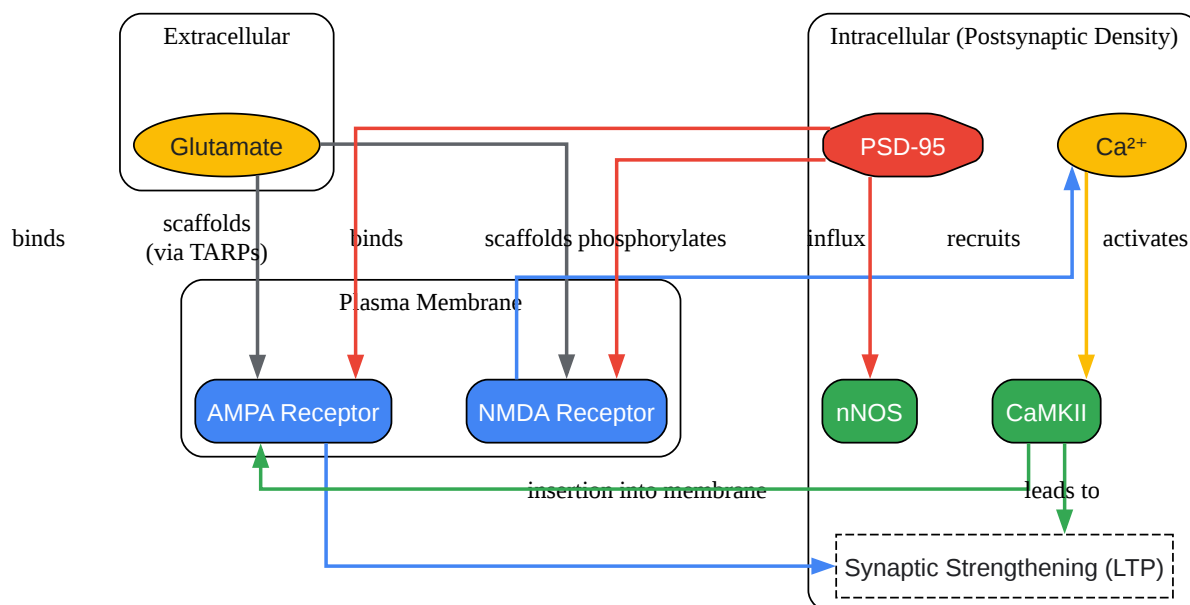 Extracellular
Intracellular (Postsynaptic Density)
Glutamate
PSD-95
Ca²⁺
binds
scaffolds
(via TARPs)
binds
scaffolds
phosphorylates
influx
recruits
activates
Plasma Membrane
AMPA Receptor
NMDA Receptor
nNOS
CaMKII
insertion into membrane
leads to
Synaptic Strengthening (LTP)